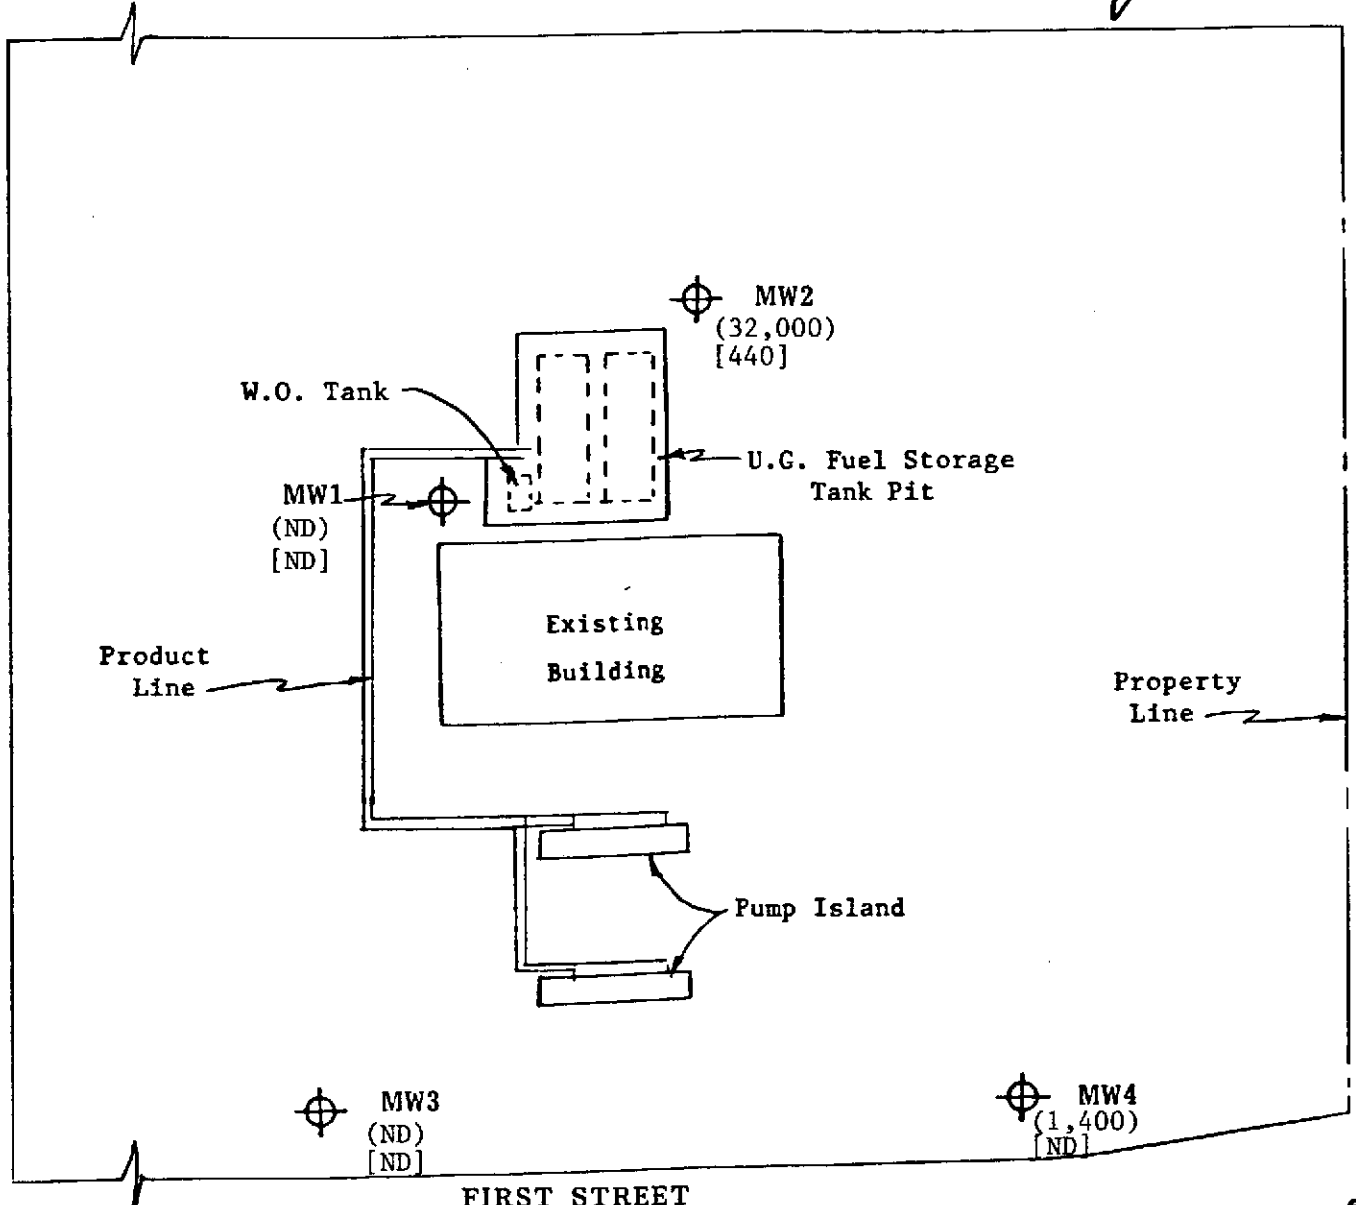 MW2
(32,000)
[440]
W.O. Tank
U.G. Fuel Storage
Tank Pit
MW1
(ND)
[ND]
Existing
Building
Product
Line
Property
Line
Pump Island
MW3
(ND)
[ND]
MW4
(1,400)
[ND]
FIRST STREET